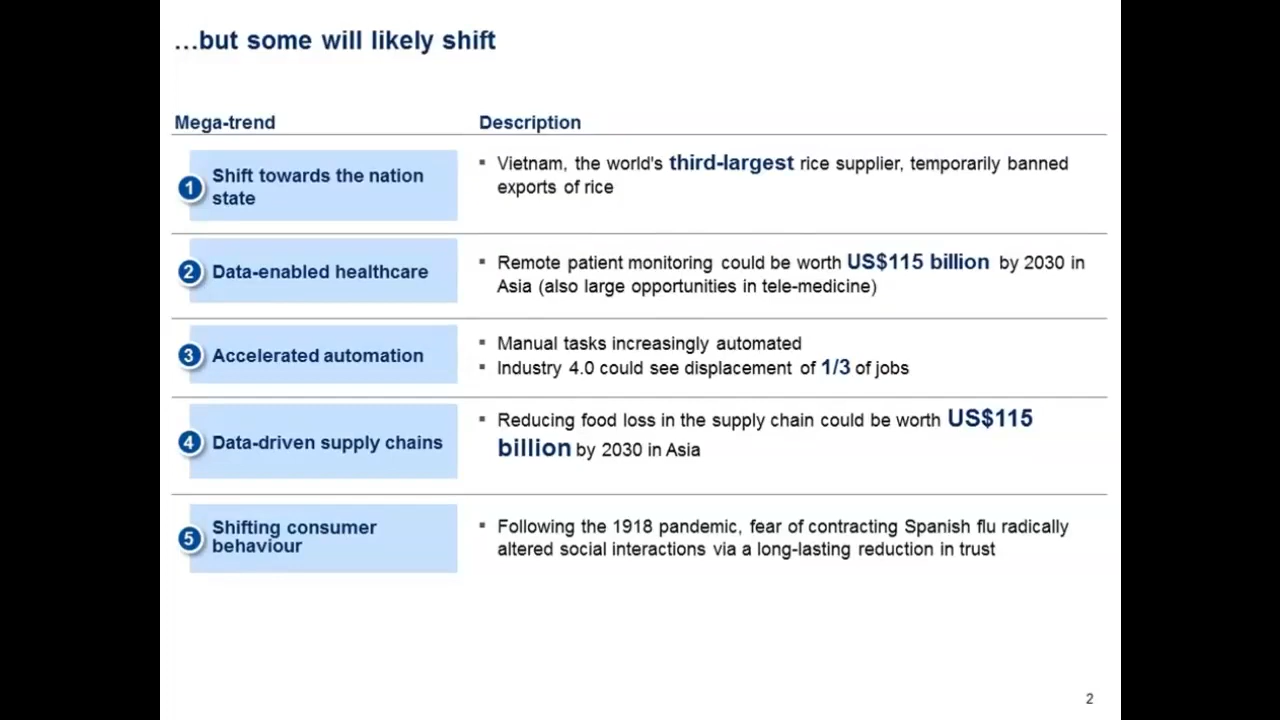 …but some will likely shift
Mega-trend
Description
1
Shift towards the nation
state
▪ Vietnam, the world's third-largest rice supplier, temporarily banned
exports of rice
2
Data-enabled healthcare
▪ Remote patient monitoring could be worth US$115 billion by 2030 in
Asia (also large opportunities in tele-medicine)
3
Accelerated automation
▪ Manual tasks increasingly automated
▪ Industry 4.0 could see displacement of 1/3 of jobs
4
Data-driven supply chains
▪ Reducing food loss in the supply chain could be worth US$115
billion by 2030 in Asia
5
Shifting consumer
behaviour
▪ Following the 1918 pandemic, fear of contracting Spanish flu radically
altered social interactions via a long-lasting reduction in trust
2